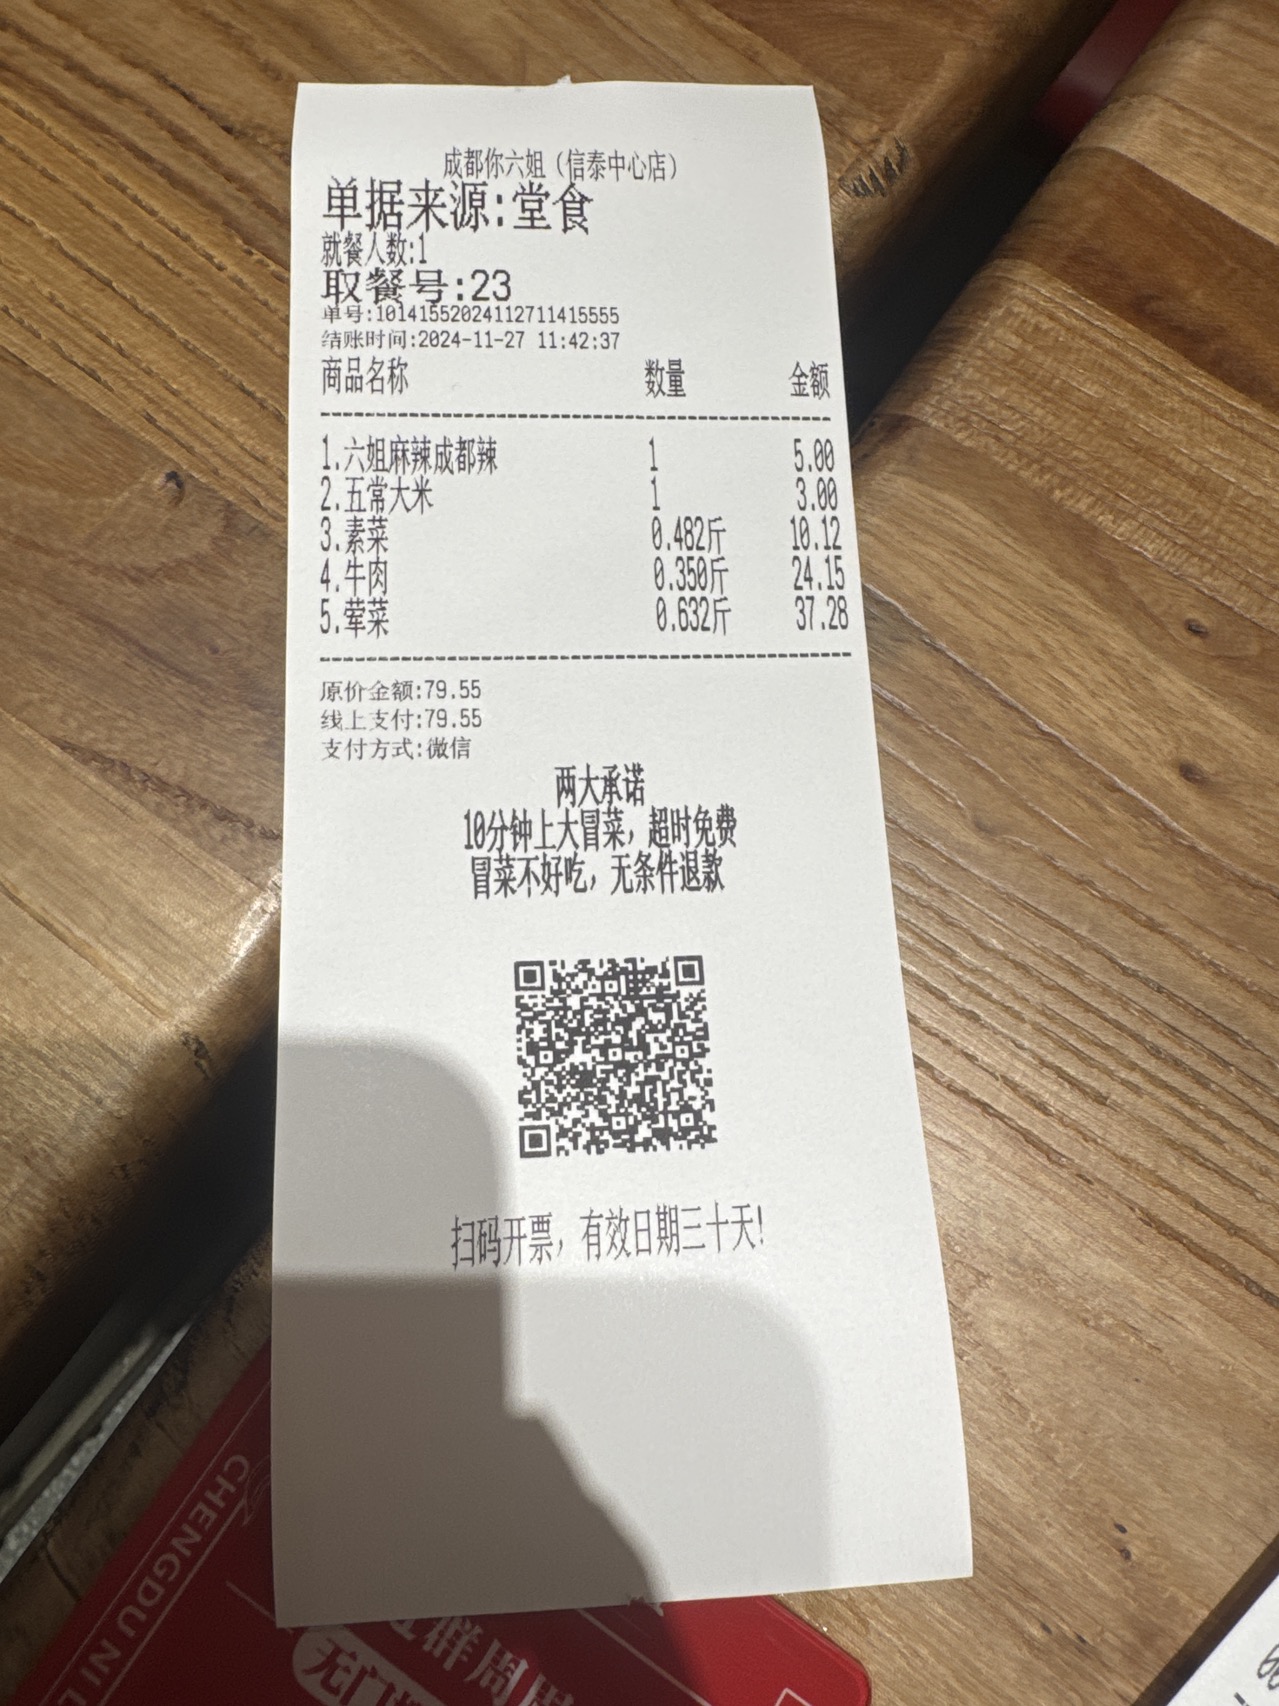 成都你六姐（信泰中心店）
单据来源:堂食
就餐人数:1
取餐号:23
单号:10141552024112711415555
结账时间:2024-11-27 11:42:37
商品名称 数量 金额
1.六姐麻辣成都辣 1 5.00
2.五常大米 1 3.00
3.素菜 0.482斤 10.12
4.牛肉 0.350斤 24.15
5.荤菜 0.632斤 37.28
原价金额:79.55
线上支付:79.55
支付方式:微信
两大承诺
10分钟上大冒菜，超时免费
冒菜不好吃，无条件退款
扫码开票，有效日期三十天!
CHENGDU NI
群周
无门